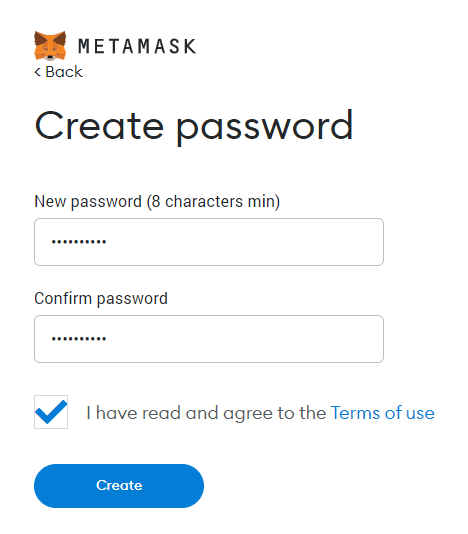 METAMASK
< Back
Create password
New password (8 characters min)
••••••••••
Confirm password
••••••••••
I have read and agree to the Terms of use
Create